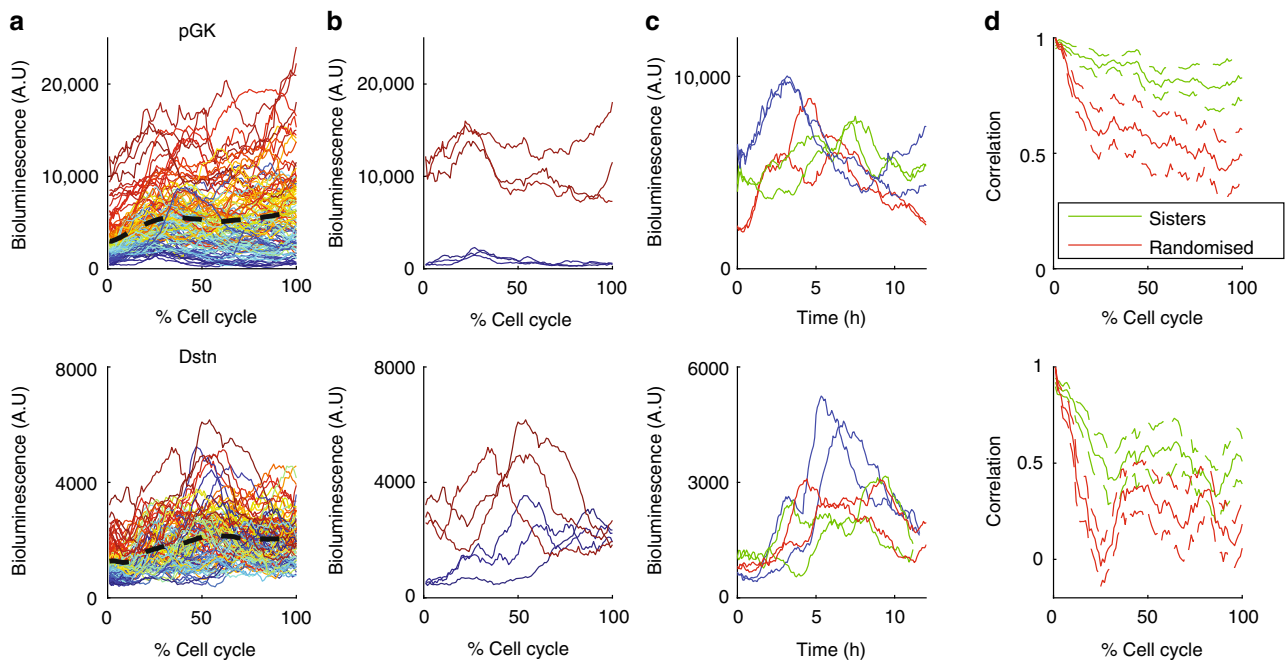 a
pGK
Bioluminescence (A.U)
20,000
10,000
0
0 50 100
% Cell cycle
b
Bioluminescence (A.U)
20,000
10,000
0
0 50 100
% Cell cycle
c
Bioluminescence (A.U)
10,000
5000
0
0 5 10
Time (h)
d
Correlation
1
0.5
0
0 50 100
% Cell cycle
Sisters
Randomised
Dstn
Bioluminescence (A.U)
8000
4000
0
0 50 100
% Cell cycle
Bioluminescence (A.U)
8000
4000
0
0 50 100
% Cell cycle
Bioluminescence (A.U)
6000
3000
0
0 5 10
Time (h)
Correlation
1
0.5
0
0 50 100
% Cell cycle